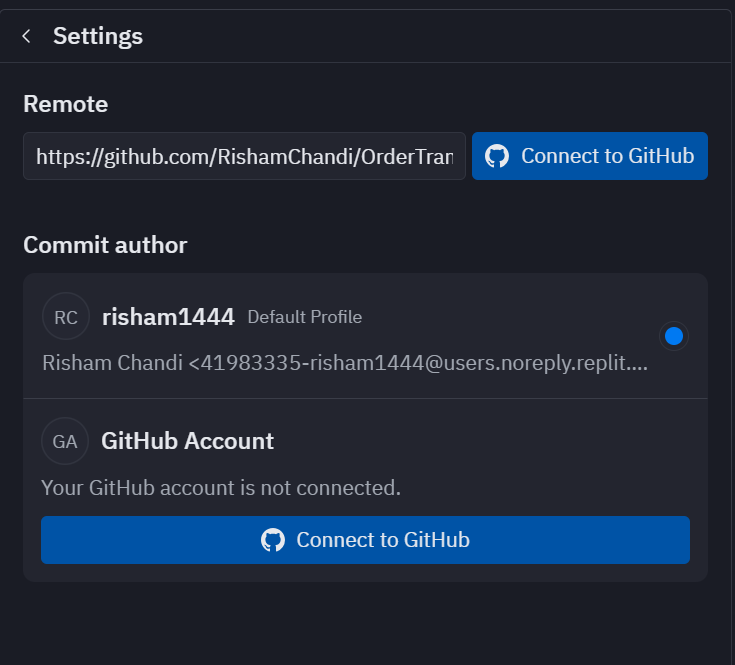 Settings
Remote
https://github.com/RishamChandi/OrderTran
Connect to GitHub
Commit author
RC risham1444 Default Profile
Risham Chandi <41983335-risham1444@users.noreply.replit....
GA GitHub Account
Your GitHub account is not connected.
Connect to GitHub